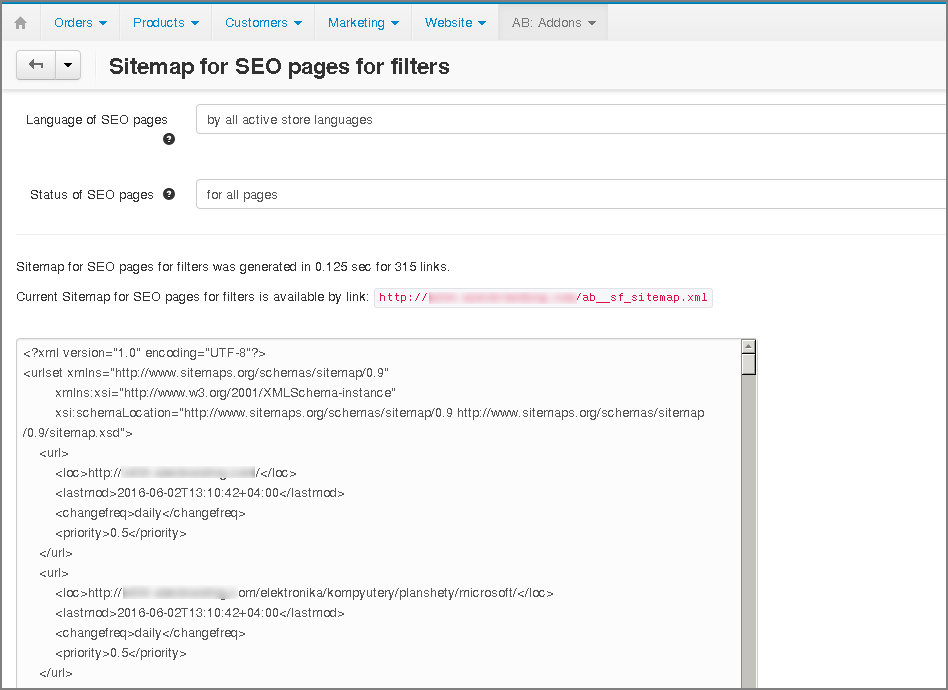 Orders Products Customers Marketing Website AB: Addons
Sitemap for SEO pages for filters
Language of SEO pages ? by all active store languages
Status of SEO pages ? for all pages
Sitemap for SEO pages for filters was generated in 0.125 sec for 315 links.
Current Sitemap for SEO pages for filters is available by link: http:// /ab__sf_sitemap.xml
<?xml version="1.0" encoding="UTF-8"?>
<urlset xmlns="http://www.sitemaps.org/schemas/sitemap/0.9"
xmlns:xsi="http://www.w3.org/2001/XMLSchema-instance"
xsi:schemaLocation="http://www.sitemaps.org/schemas/sitemap/0.9 http://www.sitemaps.org/schemas/sitemap
/0.9/sitemap.xsd">
<url>
<loc>http:// /</loc>
<lastmod>2016-06-02T13:10:42+04:00</lastmod>
<changefreq>daily</changefreq>
<priority>0.5</priority>
</url>
<url>
<loc>http:// om/elektronika/kompyutery/planshety/microsoft/</loc>
<lastmod>2016-06-02T13:10:42+04:00</lastmod>
<changefreq>daily</changefreq>
<priority>0.5</priority>
</url>